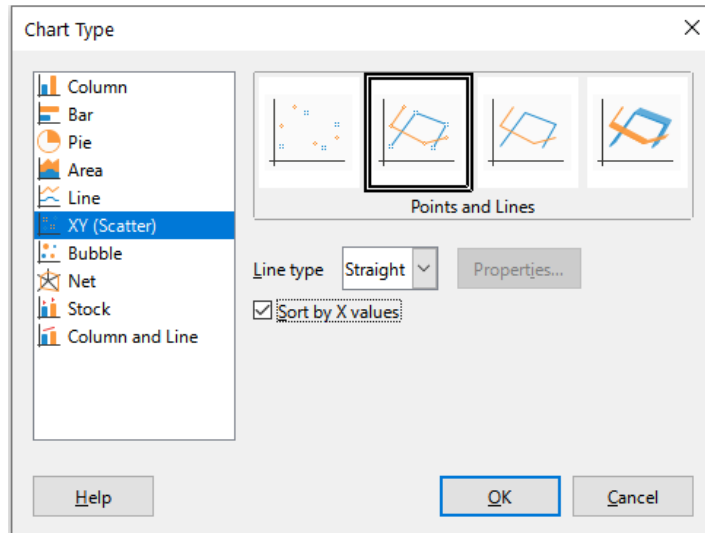 Chart Type
Column
Bar
Pie
Area
Line
XY (Scatter)
Bubble
Net
Stock
Column and Line
Points and Lines
Line type Straight Properties...
Sort by X values
Help OK Cancel